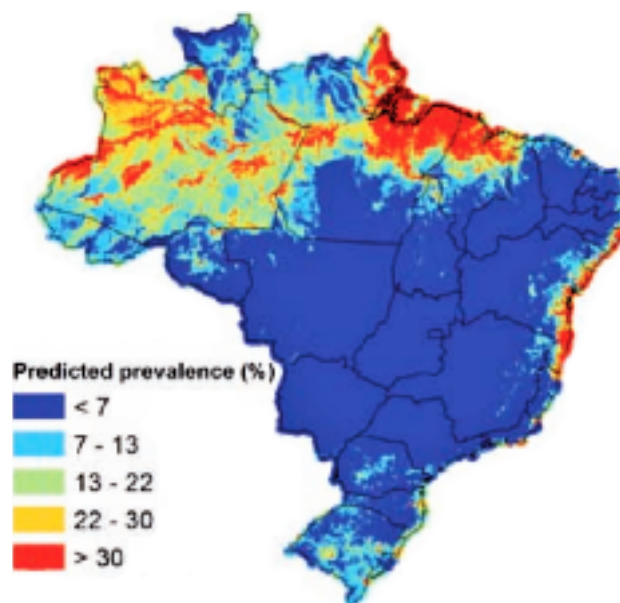 Predicted prevalence (%)
< 7
7 - 13
13 - 22
22 - 30
> 30